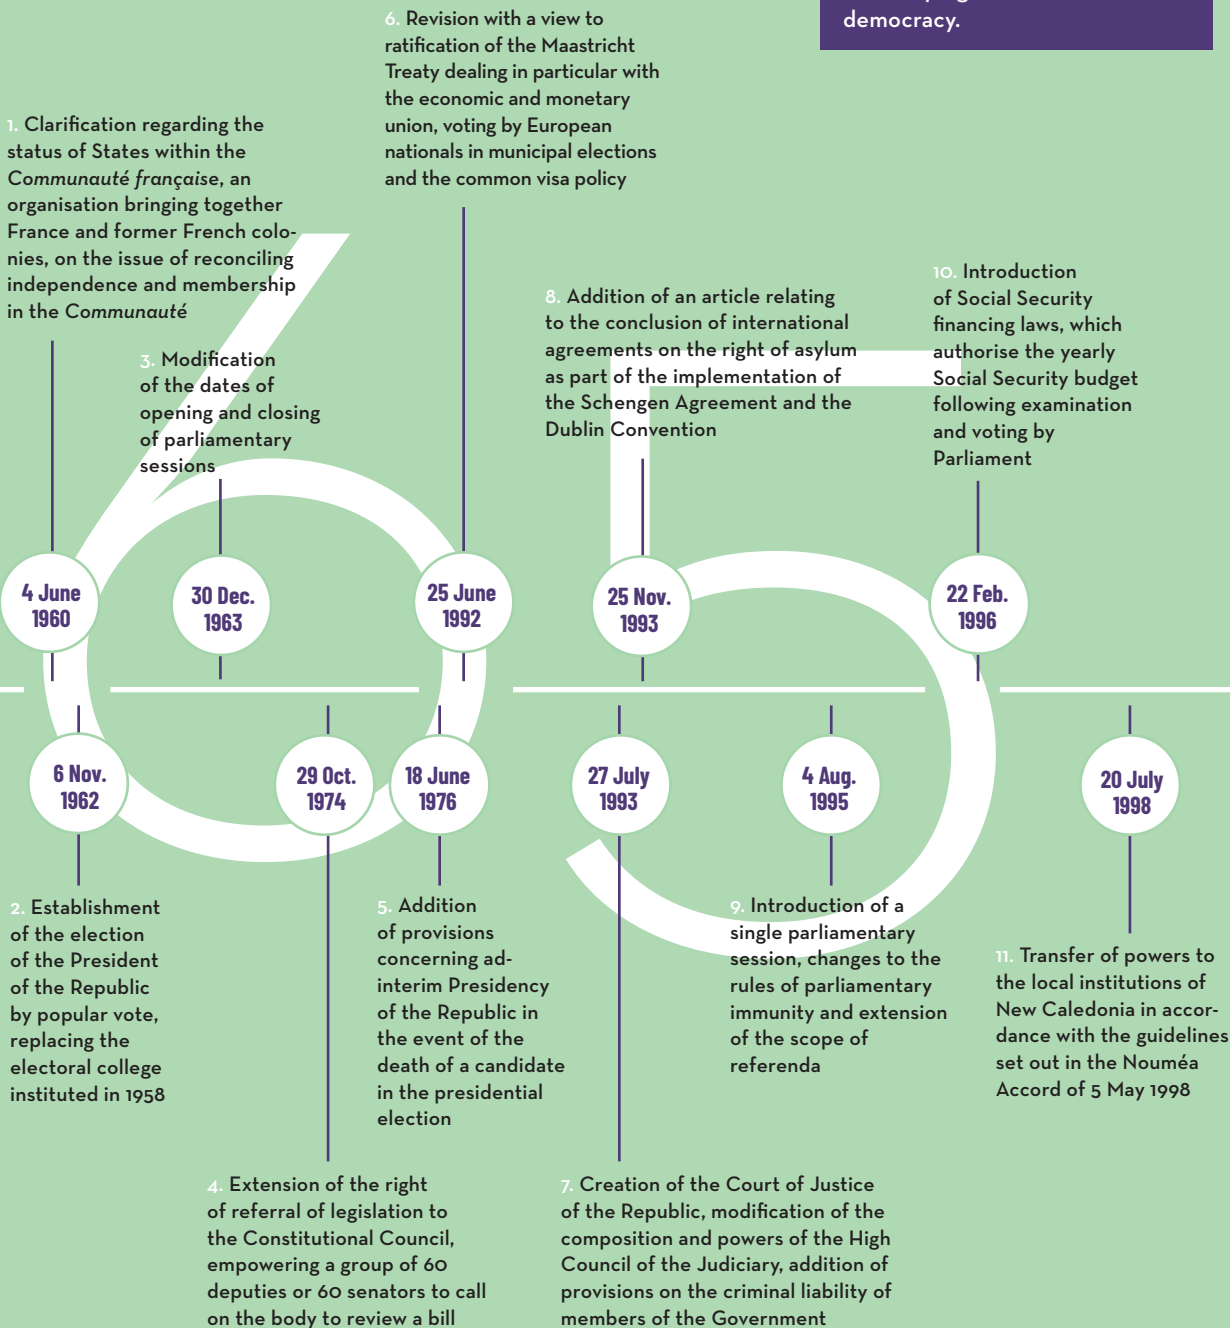 democracy.
6. Revision with a view to
ratification of the Maastricht
Treaty dealing in particular with
the economic and monetary
union, voting by European
nationals in municipal elections
and the common visa policy
1. Clarification regarding the
status of States within the
Communauté française, an
organisation bringing together
France and former French colo-
nies, on the issue of reconciling
independence and membership
in the Communauté
3. Modification
of the dates of
opening and closing
of parliamentary
sessions
8. Addition of an article relating
to the conclusion of international
agreements on the right of asylum
as part of the implementation of
the Schengen Agreement and the
Dublin Convention
10. Introduction
of Social Security
financing laws, which
authorise the yearly
Social Security budget
following examination
and voting by
Parliament
4 June
1960
30 Dec.
1963
25 June
1992
25 Nov.
1993
22 Feb.
1996
6 Nov.
1962
29 Oct.
1974
18 June
1976
27 July
1993
4 Aug.
1995
20 July
1998
2. Establishment
of the election
of the President
of the Republic
by popular vote,
replacing the
electoral college
instituted in 1958
5. Addition
of provisions
concerning ad-
interim Presidency
of the Republic in
the event of the
death of a candidate
in the presidential
election
9. Introduction of a
single parliamentary
session, changes to the
rules of parliamentary
immunity and extension
of the scope of
referenda
11. Transfer of powers to
the local institutions of
New Caledonia in accor-
dance with the guidelines
set out in the Nouméa
Accord of 5 May 1998
4. Extension of the right
of referral of legislation to
the Constitutional Council,
empowering a group of 60
deputies or 60 senators to call
on the body to review a bill
7. Creation of the Court of Justice
of the Republic, modification of the
composition and powers of the High
Council of the Judiciary, addition of
provisions on the criminal liability of
members of the Government
65